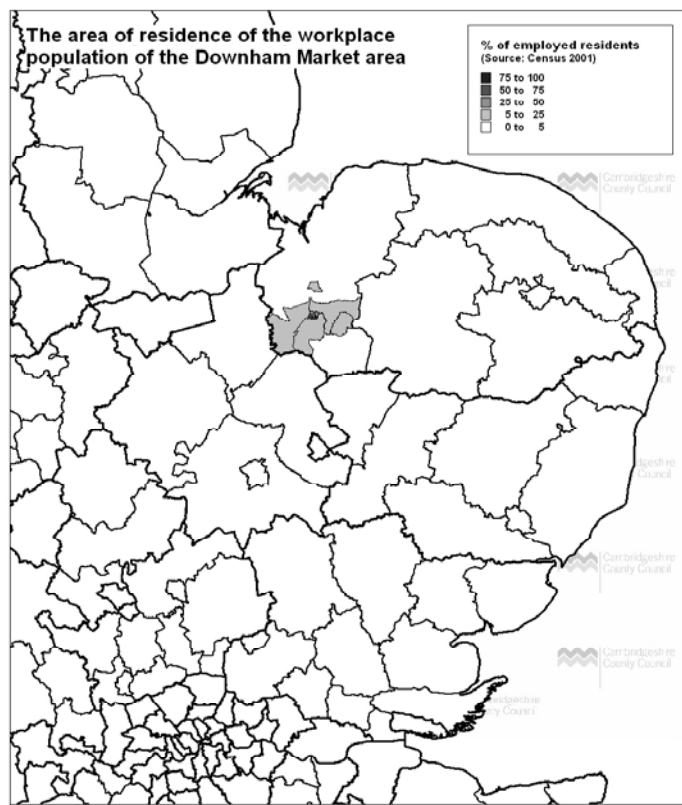 The area of residence of the workplace
population of the Downham Market area
% of employed residents
(Source: Census 2001)
75 to 100
50 to 75
25 to 50
5 to 25
0 to 5
Cambridgeshire
County Council
Cambridgeshire
County Council
Cambridgeshire
County Council
Cambridgeshire
County Council